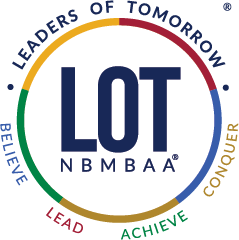 • LEADERS OF TOMORROW •
®
LOT
NBMBAA®
BELIEVE
LEAD
ACHIEVE
CONQUER